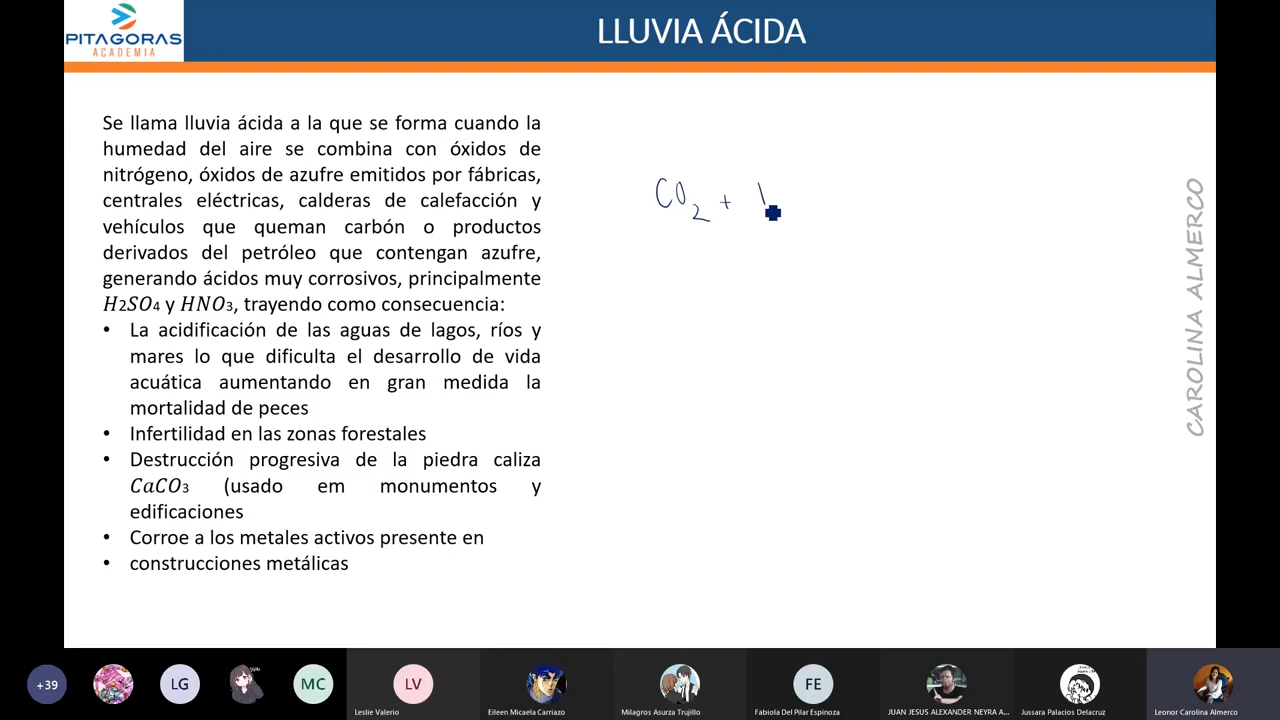 PITAGORAS
ACADEMIA
LLUVIA ÁCIDA
Se llama lluvia ácida a la que se forma cuando la
humedad del aire se combina con óxidos de
nitrógeno, óxidos de azufre emitidos por fábricas,
centrales eléctricas, calderas de calefacción y
vehículos que queman carbón o productos
derivados del petróleo que contengan azufre,
generando ácidos muy corrosivos, principalmente
H2SO4 y HNO3, trayendo como consecuencia:
• La acidificación de las aguas de lagos, ríos y
mares lo que dificulta el desarrollo de vida
acuática aumentando en gran medida la
mortalidad de peces
• Infertilidad en las zonas forestales
• Destrucción progresiva de la piedra caliza
CaCO3 (usado em monumentos y
edificaciones
• Corroe a los metales activos presente en
• construcciones metálicas
CO2 +
CAROLINA ALMERCO
+39
LG
MC
LV
FE
Leslie Valerio
Eileen Micaela Carriazo
Milagros Asurza Trujillo
Fabiola Del Pilar Espinoza
JUAN JESUS ALEXANDER NEYRA A...
Jussara Palacios Delacruz
Leonor Carolina Almerco